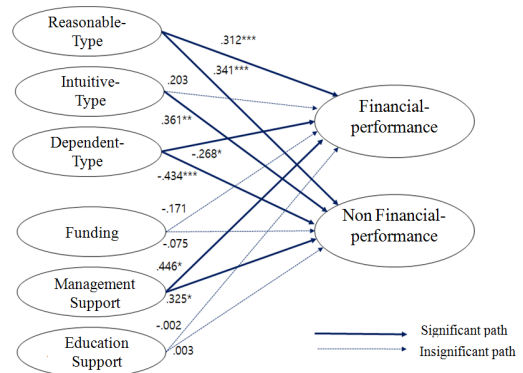 Reasonable-
Type
.312***
.341***
Intuitive-
Type
.203
.361**
Financial-
performance
Dependent-
Type
-.268*
-.434***
-.171
Funding
-.075
Non Financial-
performance
.446*
Management
Support
.325*
-.002
Education
Support
.003
Significant path
Insignificant path